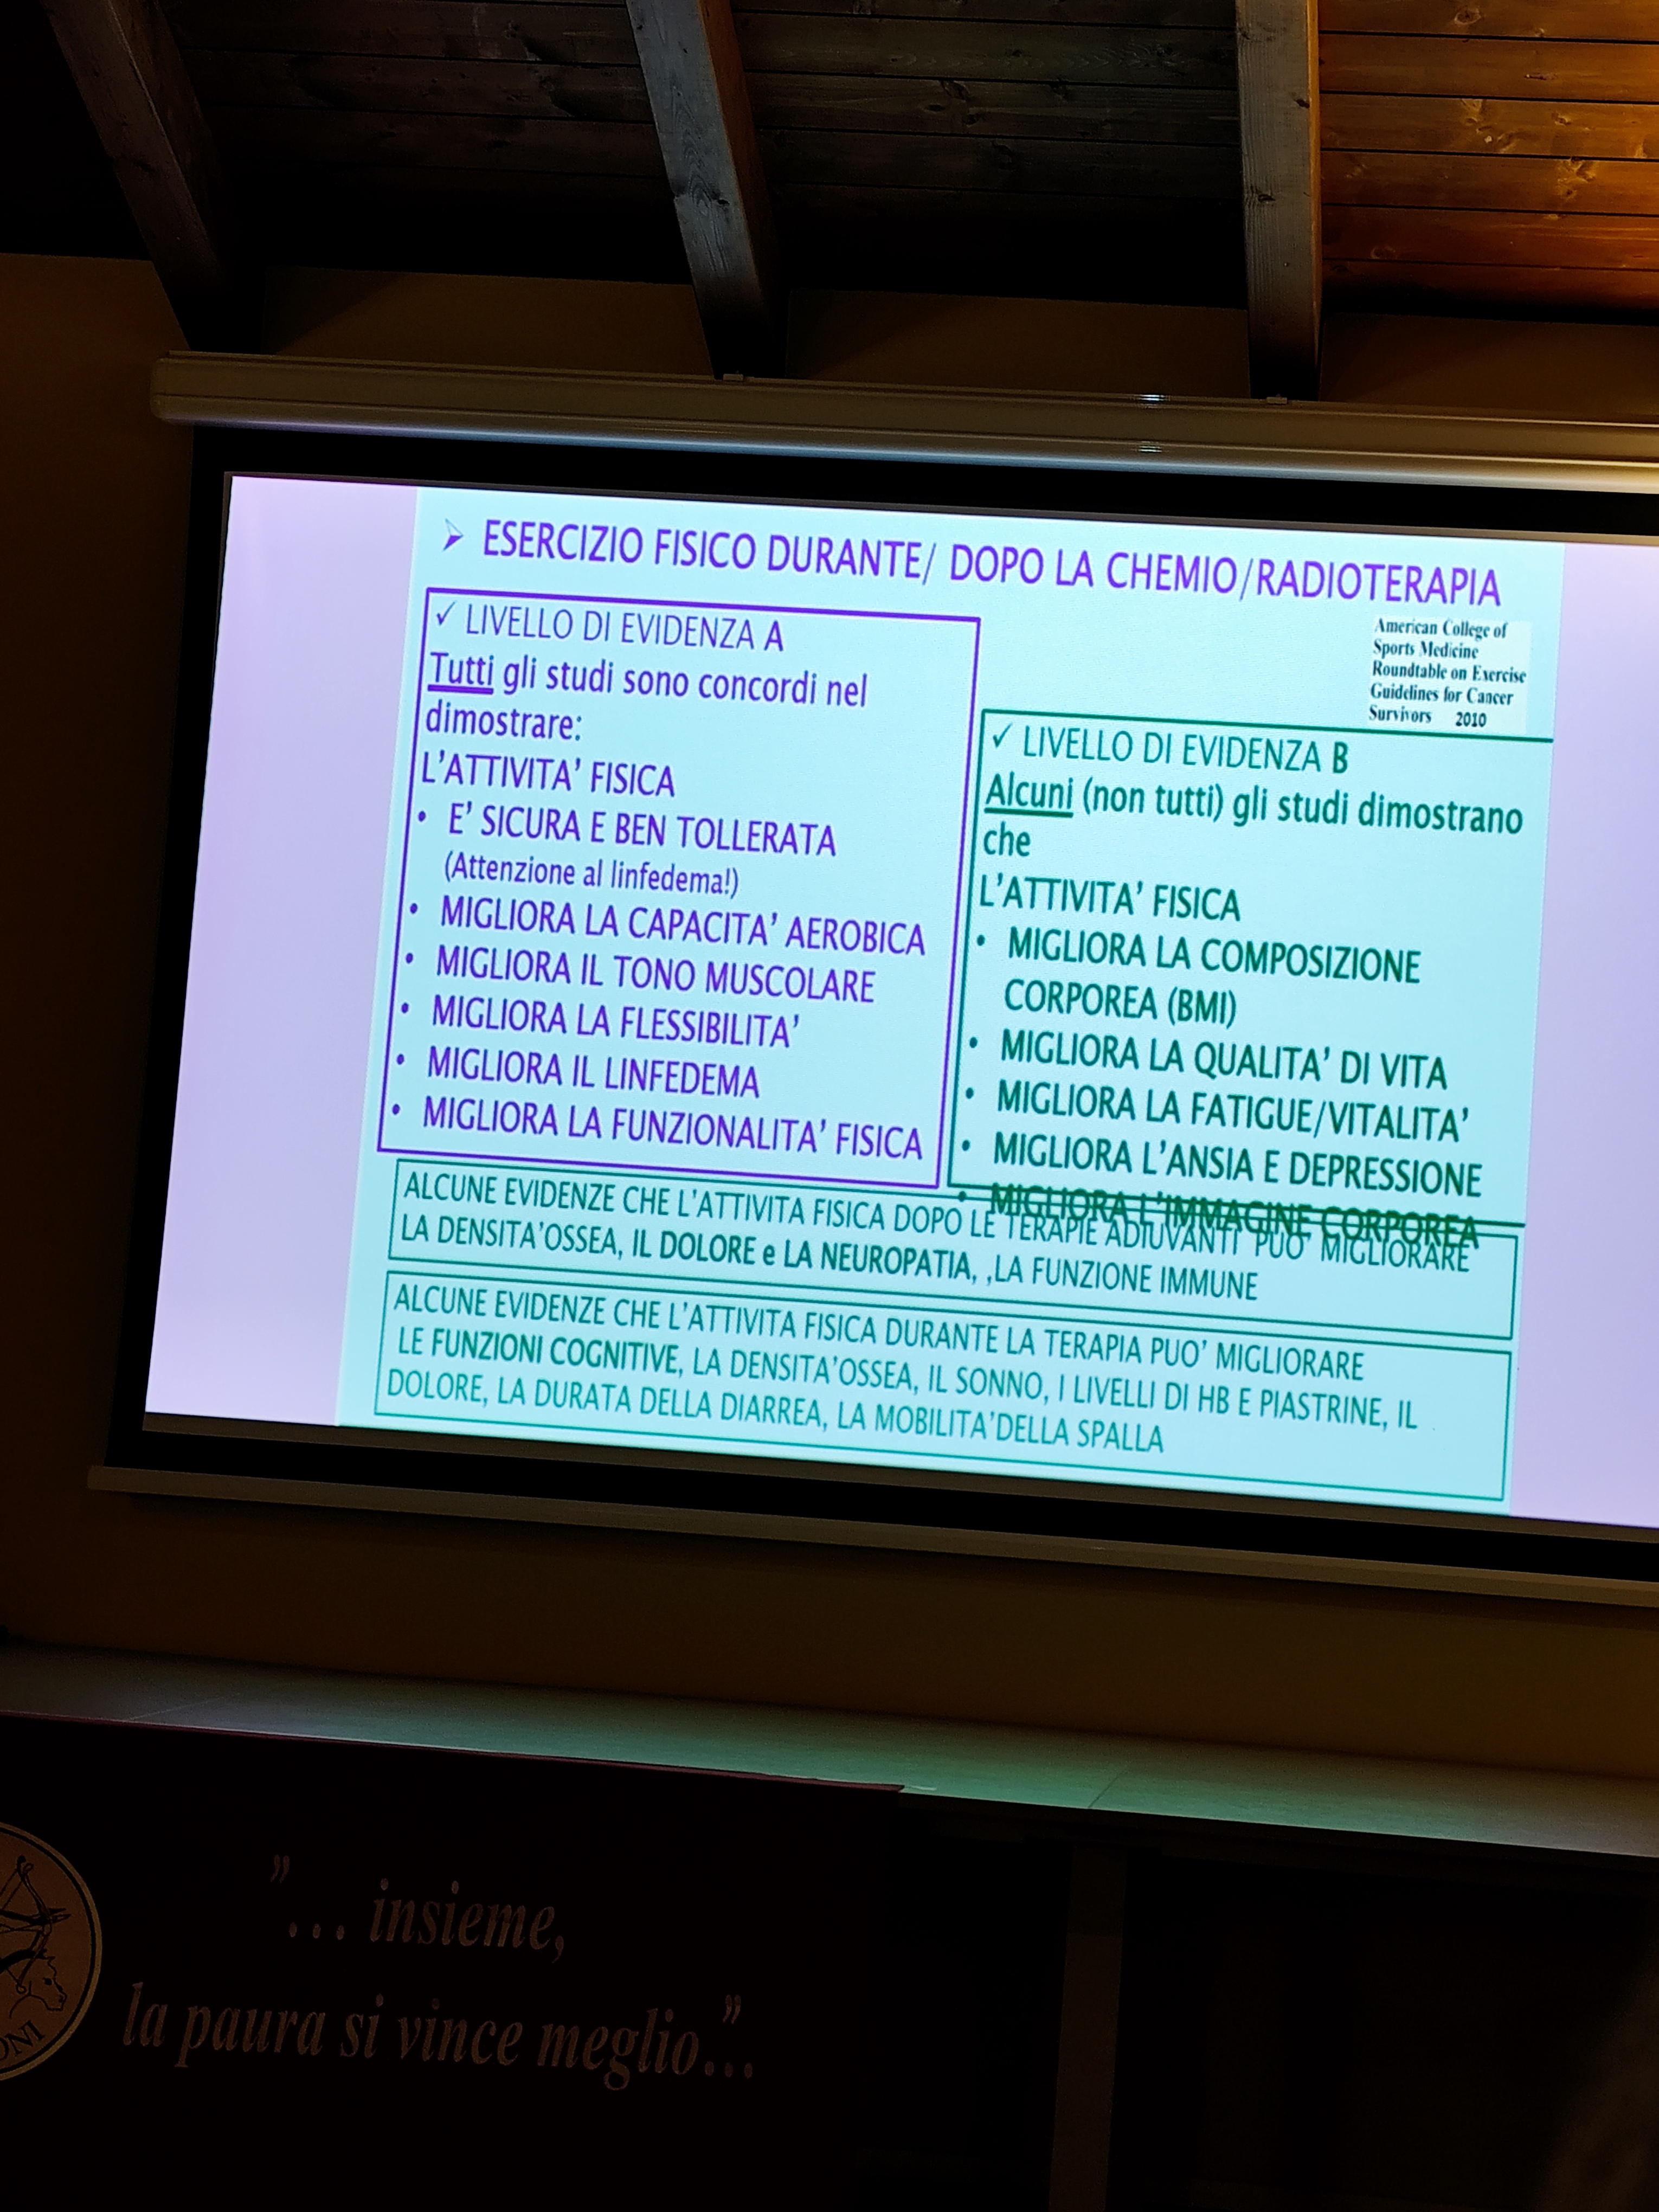 ➢ ESERCIZIO FISICO DURANTE/ DOPO LA CHEMIO/RADIOTERAPIA
American College of
Sports Medicine
Roundtable on Exercise
Guidelines for Cancer
Survivors 2010
✓ LIVELLO DI EVIDENZA A
Tutti gli studi sono concordi nel
dimostrare:
L'ATTIVITA' FISICA
• E' SICURA E BEN TOLLERATA
(Attenzione al linfedema!)
• MIGLIORA LA CAPACITA' AEROBICA
• MIGLIORA IL TONO MUSCOLARE
• MIGLIORA LA FLESSIBILITA'
• MIGLIORA IL LINFEDEMA
• MIGLIORA LA FUNZIONALITA' FISICA
✓ LIVELLO DI EVIDENZA B
Alcuni (non tutti) gli studi dimostrano
che
L'ATTIVITA' FISICA
• MIGLIORA LA COMPOSIZIONE
CORPOREA (BMI)
• MIGLIORA LA QUALITA' DI VITA
• MIGLIORA LA FATIGUE/VITALITA'
• MIGLIORA L'ANSIA E DEPRESSIONE
• MIGLIORA L'IMMAGINE CORPOREA
ALCUNE EVIDENZE CHE L'ATTIVITA FISICA DOPO LE TERAPIE ADIUVANTI PUO' MIGLIORARE
LA DENSITA'OSSEA, IL DOLORE e LA NEUROPATIA, ,LA FUNZIONE IMMUNE
ALCUNE EVIDENZE CHE L'ATTIVITA FISICA DURANTE LA TERAPIA PUO' MIGLIORARE
LE FUNZIONI COGNITIVE, LA DENSITA'OSSEA, IL SONNO, I LIVELLI DI HB E PIASTRINE, IL
DOLORE, LA DURATA DELLA DIARREA, LA MOBILITA'DELLA SPALLA
"... insieme,
la paura si vince meglio..."